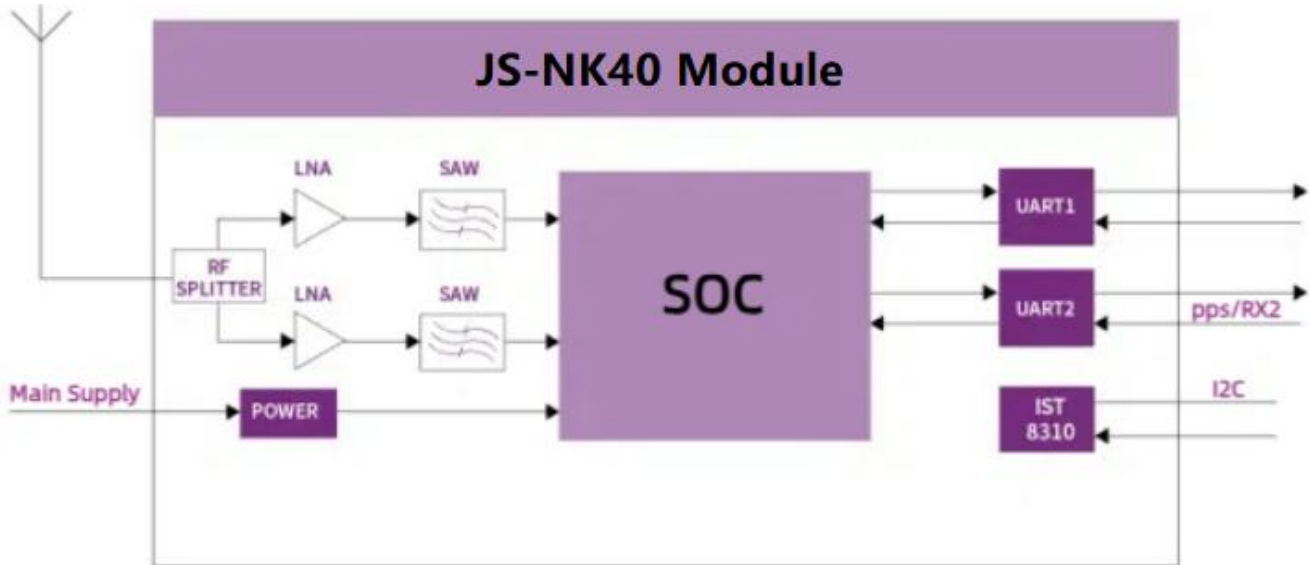 JS-NK40 Module
LNA
SAW
UART1
RF
SPLITTER
LNA
SAW
SOC
UART2
pps/RX2
Main Supply
POWER
I2C
IST
8310